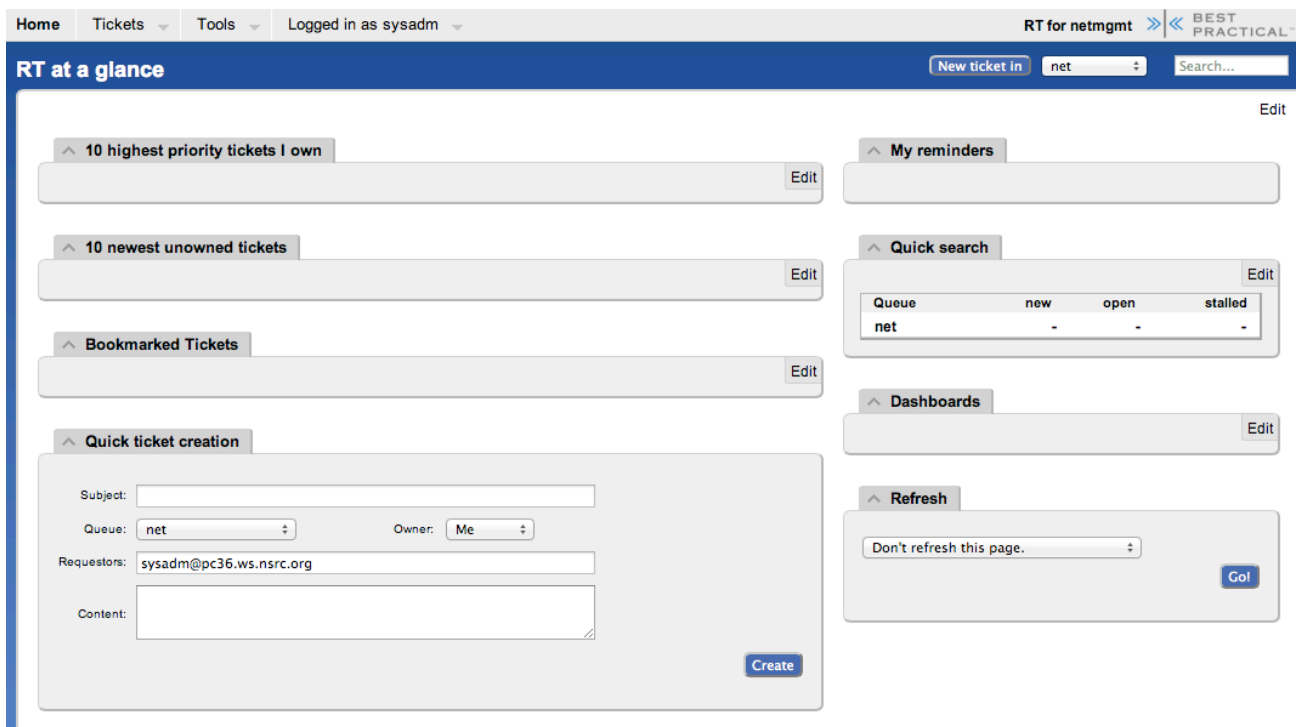 Home Tickets Tools Logged in as sysadm RT for netmgmt BEST PRACTICAL™
RT at a glance New ticket in net Search...
Edit
10 highest priority tickets I own
Edit
10 newest unowned tickets
Edit
Bookmarked Tickets
Edit
Quick ticket creation
Subject:
Queue: net Owner: Me
Requestors: sysadm@pc36.ws.nsrc.org
Content:
Create
My reminders
Quick search
Edit
Queue new open stalled
net - - -
Dashboards
Edit
Refresh
Don't refresh this page.
Go!